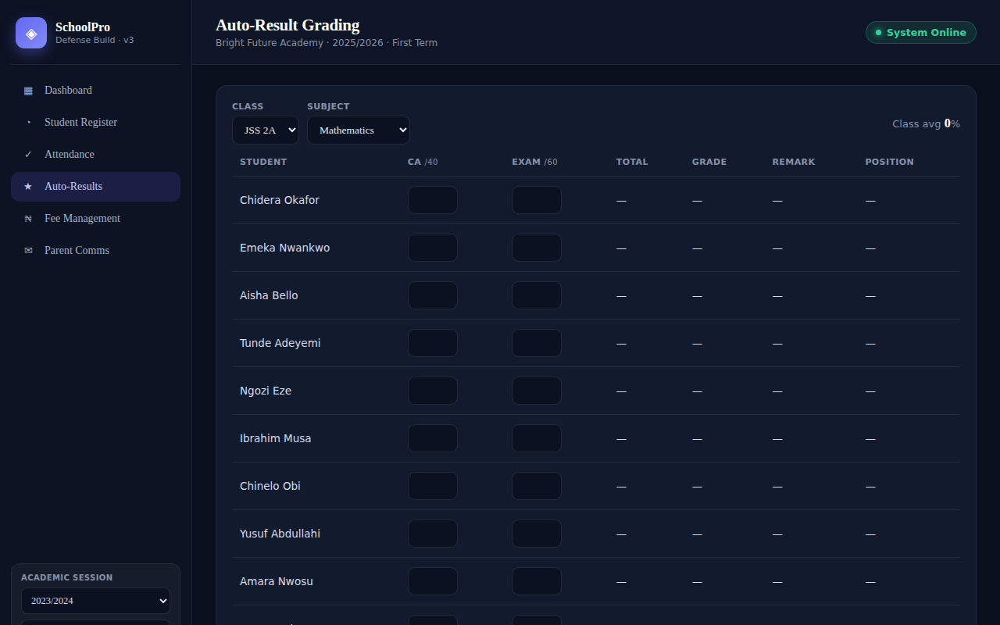 SchoolPro
Defense Build · v3
Dashboard
Student Register
Attendance
Auto-Results
₦ Fee Management
Parent Comms
ACADEMIC SESSION
2023/2024
Auto-Result Grading
Bright Future Academy · 2025/2026 · First Term
System Online
CLASS SUBJECT
JSS 2A Mathematics
Class avg 0%
STUDENT CA /40 EXAM /60 TOTAL GRADE REMARK POSITION
Chidera Okafor — — — —
Emeka Nwankwo — — — —
Aisha Bello — — — —
Tunde Adeyemi — — — —
Ngozi Eze — — — —
Ibrahim Musa — — — —
Chinelo Obi — — — —
Yusuf Abdullahi — — — —
Amara Nwosu — — — —